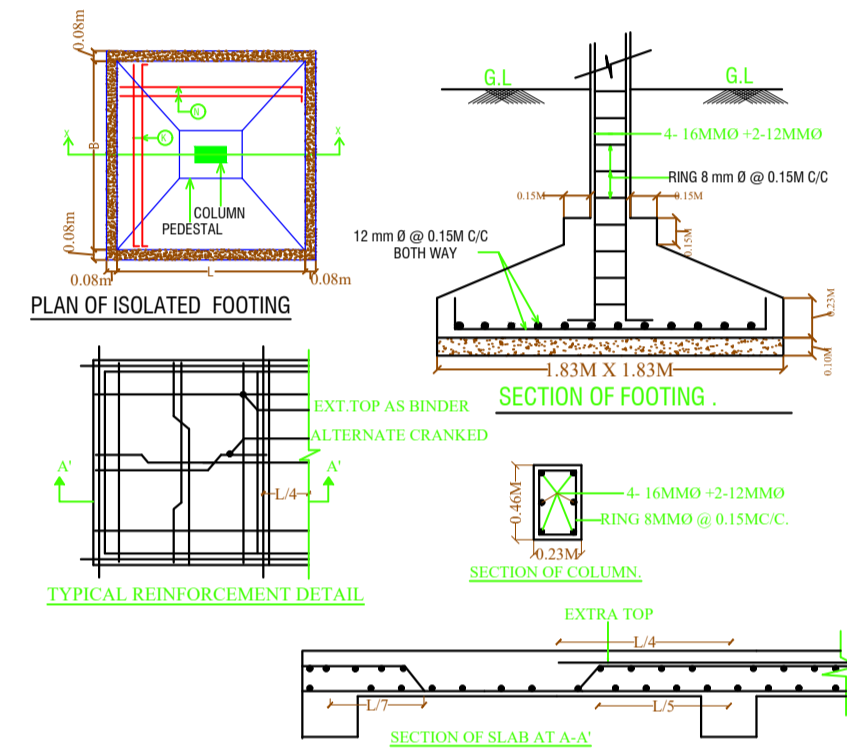 0.08m
0.08m
B
N
K
x
x
COLUMN
PEDESTAL
L
0.08m
0.08m
PLAN OF ISOLATED FOOTING
G.L
G.L
4- 16MMØ +2-12MMØ
RING 8 mm Ø @ 0.15M C/C
0.15M
0.15M
0.15M
12 mm Ø @ 0.15M C/C
BOTH WAY
0.23M
0.10M
1.83M X 1.83M
SECTION OF FOOTING .
EXT.TOP AS BINDER
ALTERNATE CRANKED
A'
A'
L/4
TYPICAL REINFORCEMENT DETAIL
0.46M
4- 16MMØ +2-12MMØ
RING 8MMØ @ 0.15MC/C.
0.23M
SECTION OF COLUMN.
EXTRA TOP
L/4
L/7
L/5
SECTION OF SLAB AT A-A'